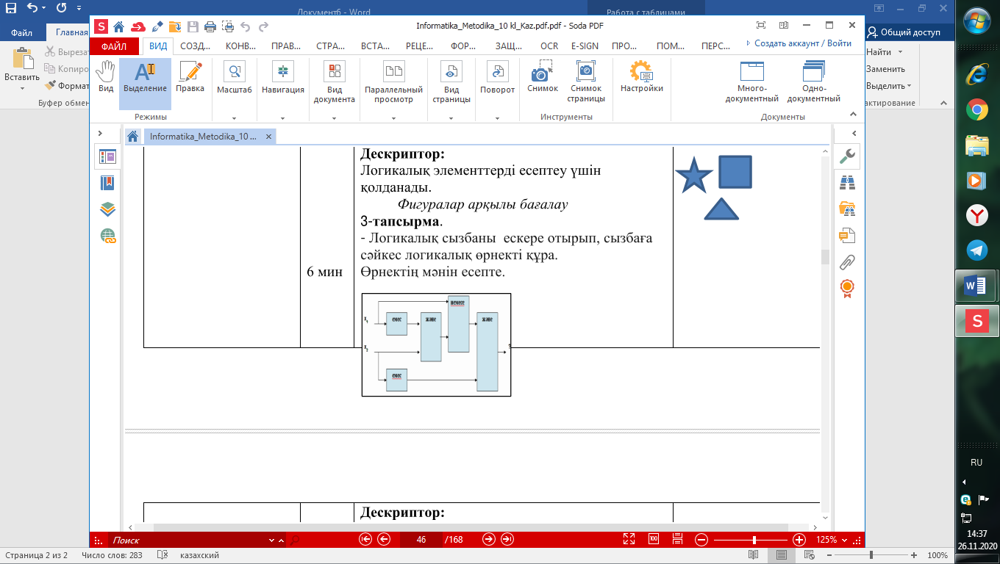 Документ6 - Word
Работа с таблицами
Informatika_Metodika_10 kl_Kaz.pdf.pdf - Soda PDF
Файл
Главная
Общий доступ
ФАЙЛ
ВИД
СОЗД...
КОНВ...
ПРАВ...
СТРА...
ВСТА...
РЕЦЕ...
ФОР...
ЗАЩ...
OCR
E-SIGN
ПРО...
ПОМ...
ПЕРС...
Создать аккаунт / Войти
Вставить
Вырезат
Копиро
Формат
Буфер обмен
Вид
Выделение
Правка
Масштаб
Навигация
Вид документа
Параллельный просмотр
Вид страницы
Поворот
Снимок
Снимок страницы
Настройки
Много-документный
Одно-документный
Режимы
Инструменты
Документы
Найти
Заменить
Выделить
актирование
Informatika_Metodika_10 ...
Дескриптор:
Логикалық элементтерді есептеу үшін
қолданады.
Фигуралар арқылы бағалау
3-тапсырма.
- Логикалық сызбаны ескере отырып, сызбаға
сәйкес логикалық өрнекті құра.
6 мин
Өрнектің мәнін есепте.
немесе
X1
емес
және
және
X2
?
емес
Дескриптор:
Поиск
46
/168
125%
Страница 2 из 2
Число слов: 283
казахский
100%
RU
14:37
26.11.2020